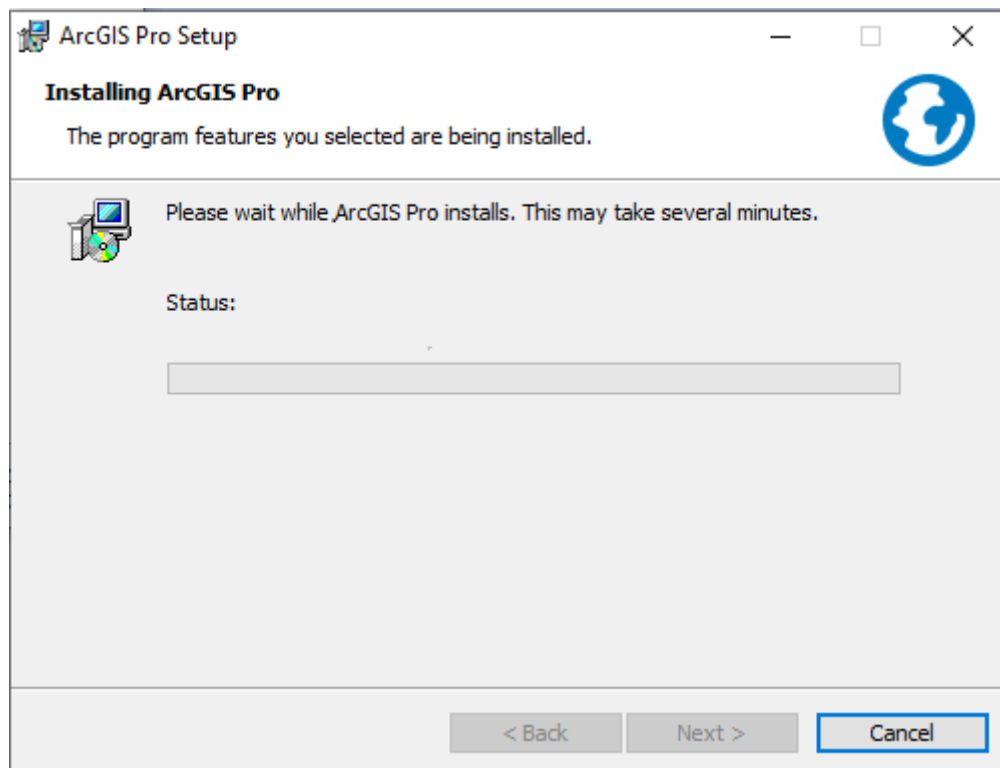 ArcGIS Pro Setup
Installing ArcGIS Pro
The program features you selected are being installed.
Please wait while ArcGIS Pro installs. This may take several minutes.
Status:
< Back
Next >
Cancel